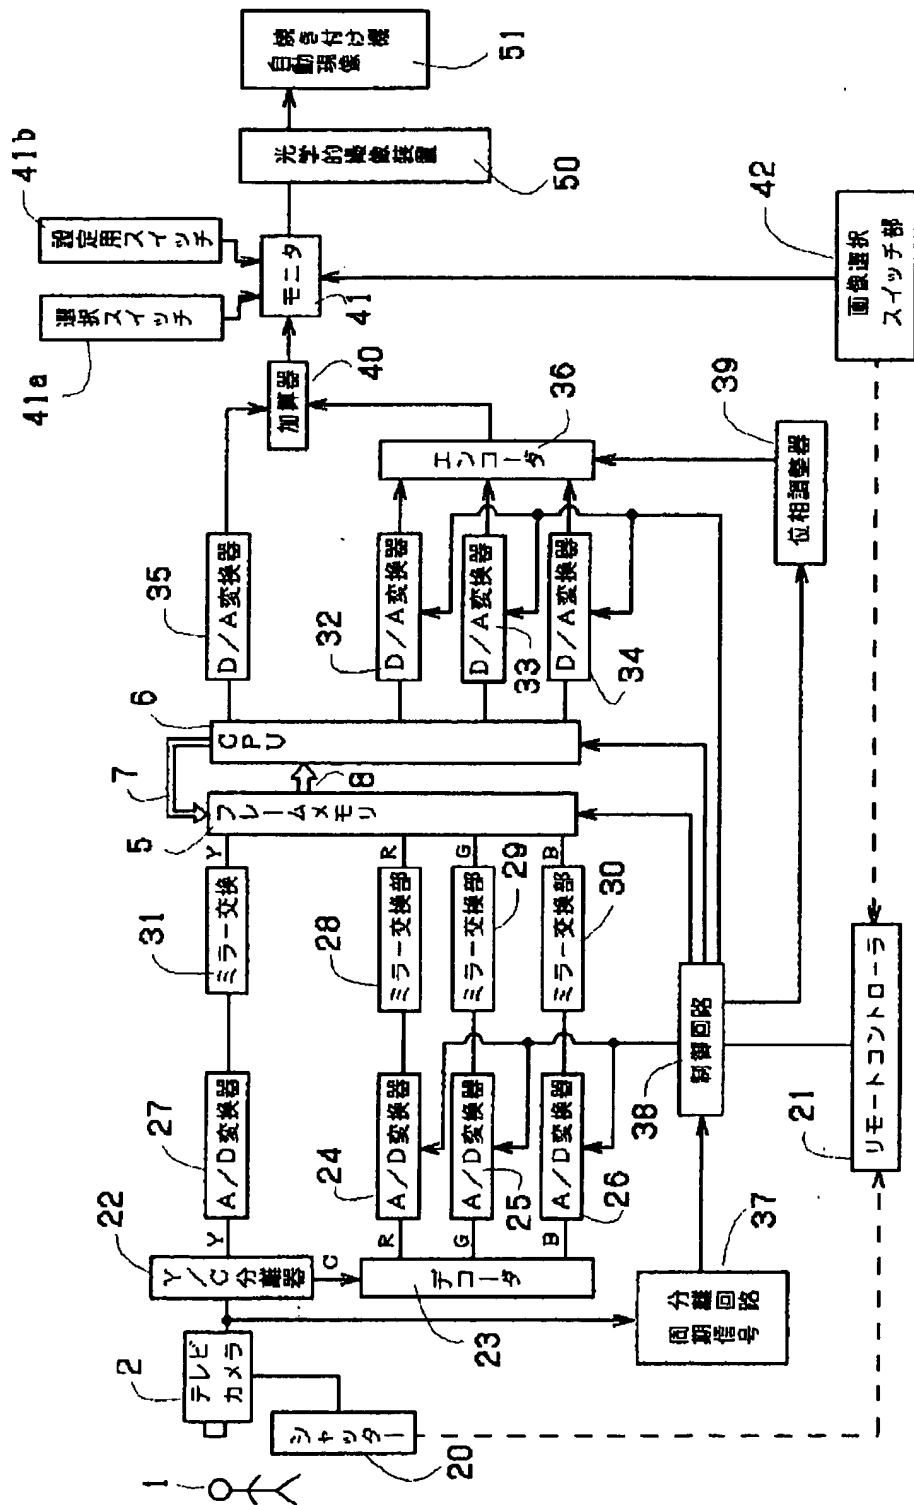 1
テレビ
カメラ
2
シャッター
20
Y/C分離器
22
Y
C
デコーダ
23
R
G
B
A/D変換器
27
A/D変換器
24
A/D変換器
25
A/D変換器
26
同期信号
分離回路
37
ミラー交換
31
ミラー交換部
28
ミラー交換部
29
ミラー交換部
30
制御回路
38
リモートコントローラ
21
Y
R
G
B
フレームメモリ
5
7
8
CPU
6
D/A変換器
35
D/A変換器
32
D/A変換器
33
D/A変換器
34
エンコーダ
36
位相調整器
39
加算器
40
モニタ
41
選択スイッチ
41a
設定用スイッチ
41b
画像選択
スイッチ部
42
光学的撮像装置
50
自動現像
焼き付け機
51